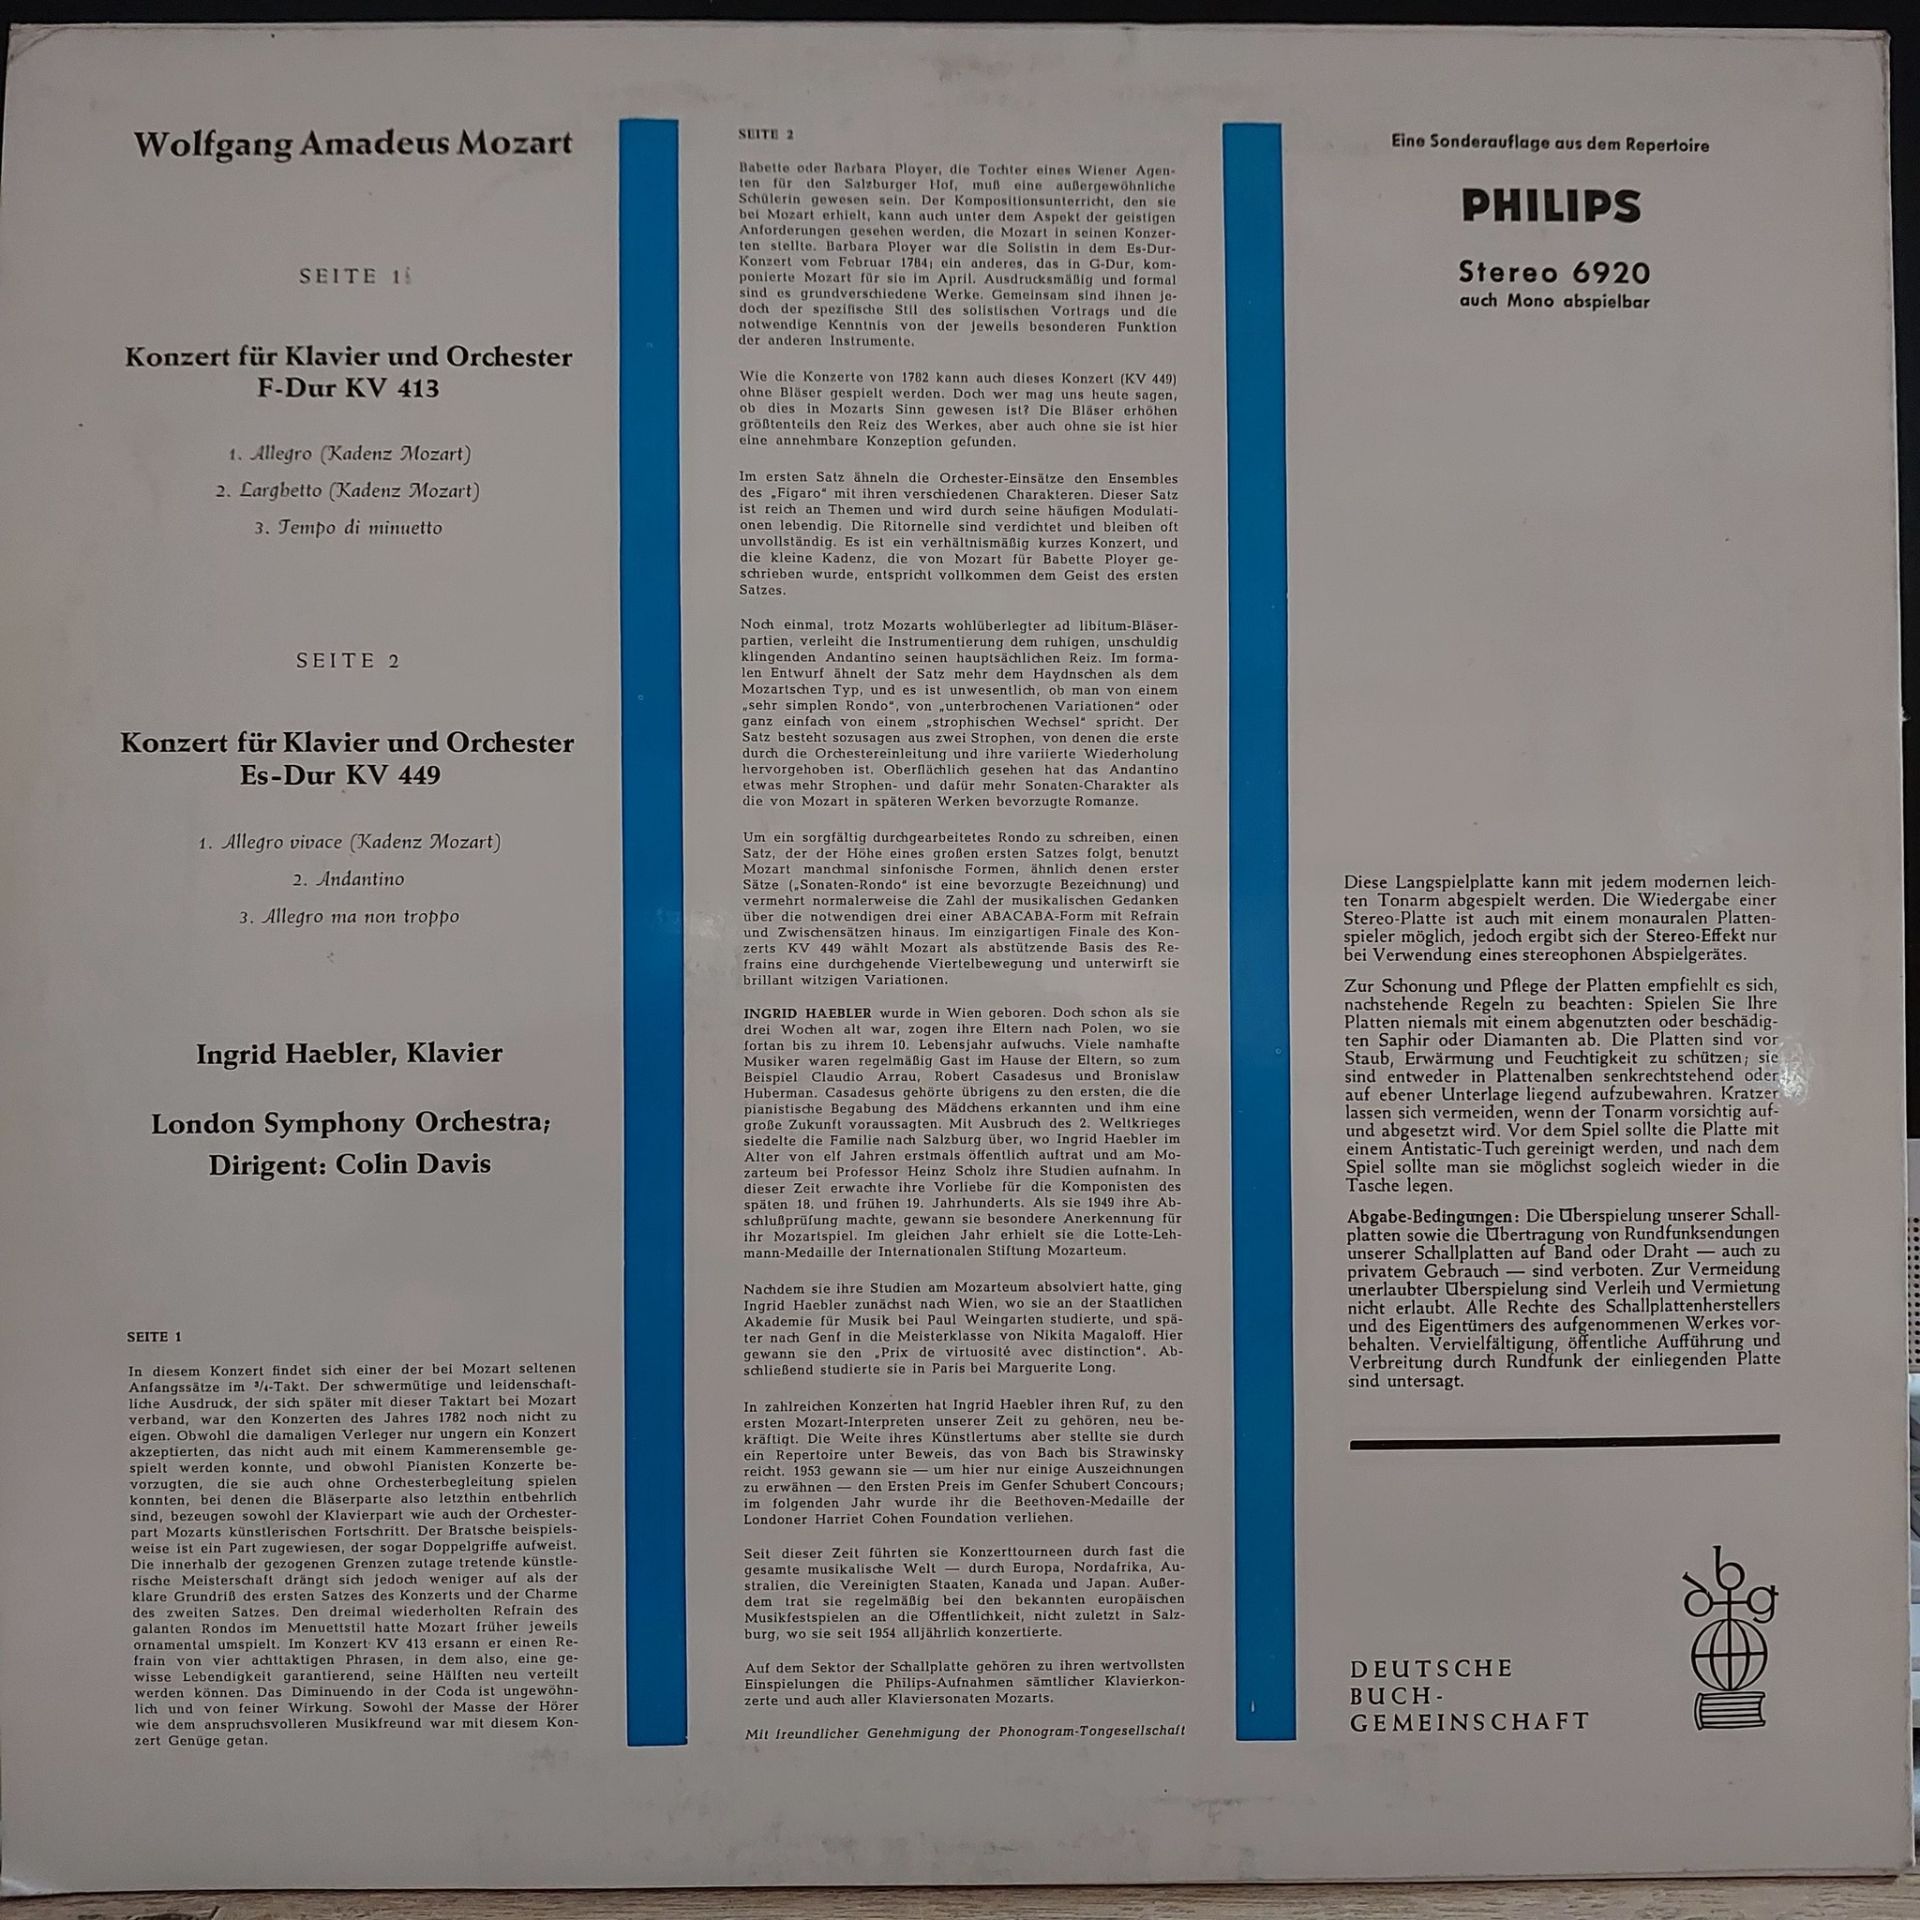 Wolfgang Amadeus Mozart
SEITE 1
Konzert für Klavier und Orchester
F-Dur KV 413
1. Allegro (Kadenz Mozart)
2. Larghetto (Kadenz Mozart)
3. Tempo di minuetto
SEITE 2
Konzert für Klavier und Orchester
Es-Dur KV 449
1. Allegro vivace (Kadenz Mozart)
2. Andantino
3. Allegro ma non troppo
Ingrid Haebler, Klavier
London Symphony Orchestra;
Dirigent: Colin Davis
SEITE 1
In diesem Konzert findet sich einer der bei Mozart seltenen
Anfangssätze im ³/₄-Takt. Der schwermütige und leidenschaft-
liche Ausdruck, der sich später mit dieser Taktart bei Mozart
verband, war den Konzerten des Jahres 1782 noch nicht zu
eigen. Obwohl die damaligen Verleger nur ungern ein Konzert
akzeptierten, das nicht auch mit einem Kammerensemble ge-
spielt werden konnte, und obwohl Pianisten Konzerte be-
vorzugten, die sie auch ohne Orchesterbegleitung spielen
konnten, bei denen die Bläserparte also letzthin entbehrlich
sind, bezeugen sowohl der Klavierpart wie auch der Orchester-
part Mozarts künstlerischen Fortschritt. Der Bratsche beispiels-
weise ist ein Part zugewiesen, der sogar Doppelgriffe aufweist.
Die innerhalb der gezogenen Grenzen zutage tretende künstle-
rische Meisterschaft drängt sich jedoch weniger auf als der
klare Grundriß des ersten Satzes des Konzerts und der Charme
des zweiten Satzes. Den dreimal wiederholten Refrain des
galanten Rondos im Menuettstil hatte Mozart früher jeweils
ornamental umspielt. Im Konzert KV 413 ersann er einen Re-
frain von vier achttaktigen Phrasen, in dem also, eine ge-
wisse Lebendigkeit garantierend, seine Hälften neu verteilt
werden können. Das Diminuendo in der Coda ist ungewöhn-
lich und von feiner Wirkung. Sowohl der Masse der Hörer
wie dem anspruchsvolleren Musikfreund war mit diesem Kon-
zert Genüge getan.
SEITE 2
Babette oder Barbara Ployer, die Tochter eines Wiener Agen-
ten für den Salzburger Hof, muß eine außergewöhnliche
Schülerin gewesen sein. Der Kompositionsunterricht, den sie
bei Mozart erhielt, kann auch unter dem Aspekt der geistigen
Anforderungen gesehen werden, die Mozart in seinen Konzer-
ten stellte. Barbara Ployer war die Solistin in dem Es-Dur-
Konzert vom Februar 1784; ein anderes, das in G-Dur, kom-
ponierte Mozart für sie im April. Ausdrucksmäßig und formal
sind es grundverschiedene Werke. Gemeinsam sind ihnen je-
doch der spezifische Stil des solistischen Vortrags und die
notwendige Kenntnis von der jeweils besonderen Funktion
der anderen Instrumente.
Wie die Konzerte von 1782 kann auch dieses Konzert (KV 449)
ohne Bläser gespielt werden. Doch wer mag uns heute sagen,
ob dies in Mozarts Sinn gewesen ist? Die Bläser erhöhen
größtenteils den Reiz des Werkes, aber auch ohne sie ist hier
eine annehmbare Konzeption gefunden.
Im ersten Satz ähneln die Orchester-Einsätze den Ensembles
des „Figaro“ mit ihren verschiedenen Charakteren. Dieser Satz
ist reich an Themen und wird durch seine häufigen Modulati-
onen lebendig. Die Ritornelle sind verdichtet und bleiben oft
unvollständig. Es ist ein verhältnismäßig kurzes Konzert, und
die kleine Kadenz, die von Mozart für Babette Ployer ge-
schrieben wurde, entspricht vollkommen dem Geist des ersten
Satzes.
Noch einmal, trotz Mozarts wohlüberlegter ad libitum-Bläser-
partien, verleiht die Instrumentierung dem ruhigen, unschuldig
klingenden Andantino seinen hauptsächlichen Reiz. Im forma-
len Entwurf ähnelt der Satz mehr dem Haydnschen als dem
Mozartschen Typ, und es ist unwesentlich, ob man von einem
„sehr simplen Rondo“, von „unterbrochenen Variationen“ oder
ganz einfach von einem „strophischen Wechsel“ spricht. Der
Satz besteht sozusagen aus zwei Strophen, von denen die erste
durch die Orchestereinleitung und ihre variierte Wiederholung
hervorgehoben ist. Oberflächlich gesehen hat das Andantino
etwas mehr Strophen- und dafür mehr Sonaten-Charakter als
die von Mozart in späteren Werken bevorzugte Romanze.
Um ein sorgfältig durchgearbeitetes Rondo zu schreiben, einen
Satz, der der Höhe eines großen ersten Satzes folgt, benutzt
Mozart manchmal sinfonische Formen, ähnlich denen erster
Sätze („Sonaten-Rondo“ ist eine bevorzugte Bezeichnung) und
vermehrt normalerweise die Zahl der musikalischen Gedanken
über die notwendigen drei einer ABACABA-Form mit Refrain
und Zwischensätzen hinaus. Im einzigartigen Finale des Kon-
zerts KV 449 wählt Mozart als abstützende Basis des Re-
frains eine durchgehende Viertelbewegung und unterwirft sie
brillant witzigen Variationen.
INGRID HAEBLER wurde in Wien geboren. Doch schon als sie
drei Wochen alt war, zogen ihre Eltern nach Polen, wo sie
fortan bis zu ihrem 10. Lebensjahr aufwuchs. Viele namhafte
Musiker waren regelmäßig Gast im Hause der Eltern, so zum
Beispiel Claudio Arrau, Robert Casadesus und Bronislaw
Huberman. Casadesus gehörte übrigens zu den ersten, die die
pianistische Begabung des Mädchens erkannten und ihm eine
große Zukunft voraussagten. Mit Ausbruch des 2. Weltkrieges
siedelte die Familie nach Salzburg über, wo Ingrid Haebler im
Alter von elf Jahren erstmals öffentlich auftrat und am Mo-
zarteum bei Professor Heinz Scholz ihre Studien aufnahm. In
dieser Zeit erwachte ihre Vorliebe für die Komponisten des
späten 18. und frühen 19. Jahrhunderts. Als sie 1949 ihre Ab-
schlußprüfung machte, gewann sie besondere Anerkennung für
ihr Mozartspiel. Im gleichen Jahr erhielt sie die Lotte-Leh-
mann-Medaille der Internationalen Stiftung Mozarteum.
Nachdem sie ihre Studien am Mozarteum absolviert hatte, ging
Ingrid Haebler zunächst nach Wien, wo sie an der Staatlichen
Akademie für Musik bei Paul Weingarten studierte, und spä-
ter nach Genf in die Meisterklasse von Nikita Magaloff. Hier
gewann sie den „Prix de virtuosité avec distinction“. Ab-
schließend studierte sie in Paris bei Marguerite Long.
In zahlreichen Konzerten hat Ingrid Haebler ihren Ruf, zu den
ersten Mozart-Interpreten unserer Zeit zu gehören, neu be-
kräftigt. Die Weite ihres Künstlertums aber stellte sie durch
ein Repertoire unter Beweis, das von Bach bis Strawinsky
reicht. 1953 gewann sie — um hier nur einige Auszeichnungen
zu erwähnen — den Ersten Preis im Genfer Schubert Concours;
im folgenden Jahr wurde ihr die Beethoven-Medaille der
Londoner Harriet Cohen Foundation verliehen.
Seit dieser Zeit führten sie Konzerttourneen durch fast die
gesamte musikalische Welt — durch Europa, Nordafrika, Au-
stralien, die Vereinigten Staaten, Kanada und Japan. Außer-
dem trat sie regelmäßig bei den bekannten europäischen
Musikfestspielen an die Öffentlichkeit, nicht zuletzt in Salz-
burg, wo sie seit 1954 alljährlich konzertierte.
Auf dem Sektor der Schallplatte gehören zu ihren wertvollsten
Einspielungen die Philips-Aufnahmen sämtlicher Klavierkon-
zerte und auch aller Klaviersonaten Mozarts.
Mit freundlicher Genehmigung der Phonogram-Tongesellschaft
Eine Sonderauflage aus dem Repertoire
PHILIPS
Stereo 6920
auch Mono abspielbar
Diese Langspielplatte kann mit jedem modernen leich-
ten Tonarm abgespielt werden. Die Wiedergabe einer
Stereo-Platte ist auch mit einem monauralen Platten-
spieler möglich, jedoch ergibt sich der Stereo-Effekt nur
bei Verwendung eines stereophonen Abspielgerätes.
Zur Schonung und Pflege der Platten empfiehlt es sich,
nachstehende Regeln zu beachten: Spielen Sie Ihre
Platten niemals mit einem abgenutzten oder beschädig-
ten Saphir oder Diamanten ab. Die Platten sind vor
Staub, Erwärmung und Feuchtigkeit zu schützen; sie
sind entweder in Plattenalben senkrechtstehend oder
auf ebener Unterlage liegend aufzubewahren. Kratzer
lassen sich vermeiden, wenn der Tonarm vorsichtig auf-
und abgesetzt wird. Vor dem Spiel sollte die Platte mit
einem Antistatic-Tuch gereinigt werden, und nach dem
Spiel sollte man sie möglichst sogleich wieder in die
Tasche legen.
Abgabe-Bedingungen: Die Überspielung unserer Schall-
platten sowie die Übertragung von Rundfunksendungen
unserer Schallplatten auf Band oder Draht — auch zu
privatem Gebrauch — sind verboten. Zur Vermeidung
unerlaubter Überspielung sind Verleih und Vermietung
nicht erlaubt. Alle Rechte des Schallplattenherstellers
und des Eigentümers des aufgenommenen Werkes vor-
behalten. Vervielfältigung, öffentliche Aufführung und
Verbreitung durch Rundfunk der einliegenden Platte
sind untersagt.
dbg
DEUTSCHE
BUCH-
GEMEINSCHAFT